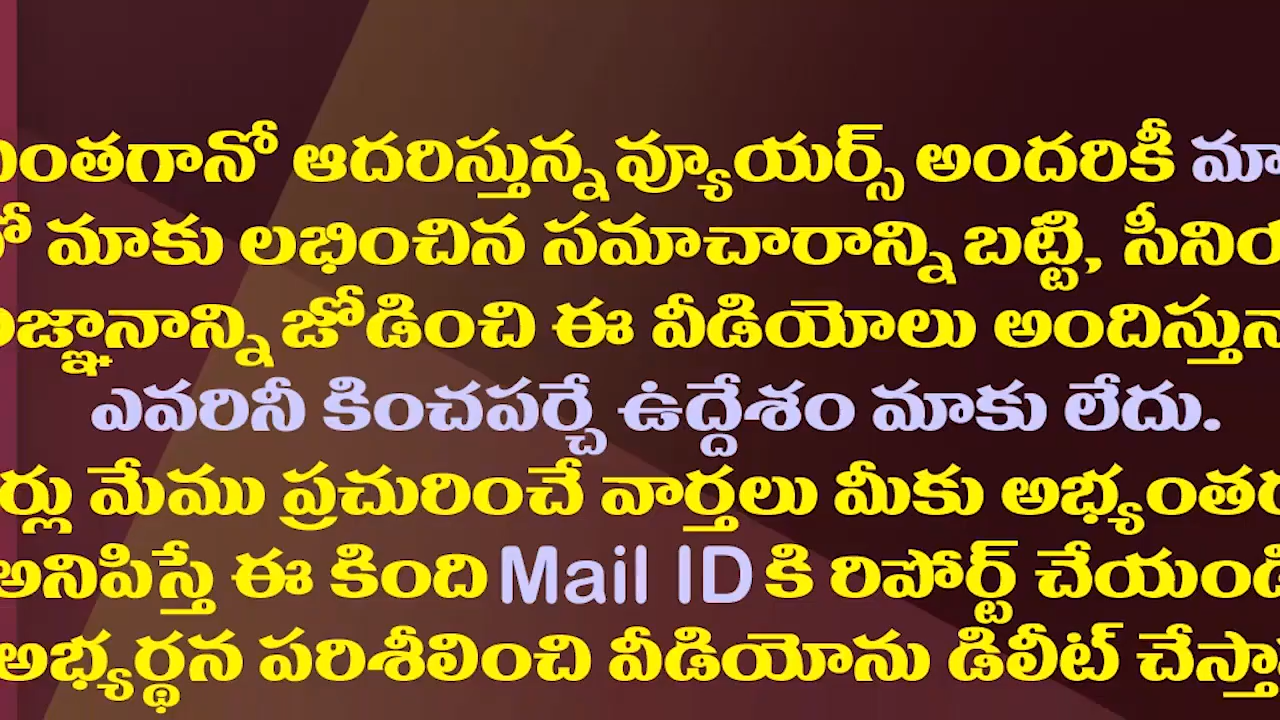 ఎంతగానో ఆదరిస్తున్న వ్యూయర్స్ అందరికీ మా
మాకు లభించిన సమాచారాన్ని బట్టి, సీనియ
జోడించి ఈ వీడియోలు అందిస్తున్నా
ఎవరినీ కించపర్చే ఉద్దేశం మాకు లేదు.
మేము ప్రచురించే వార్తలు మీకు అభ్యంతర
అనిపిస్తే ఈ కింది Mail ID కి రిపోర్ట్ చేయండి
అభ్యర్థన పరిశీలించి వీడియోను డిలీట్ చేస్తా